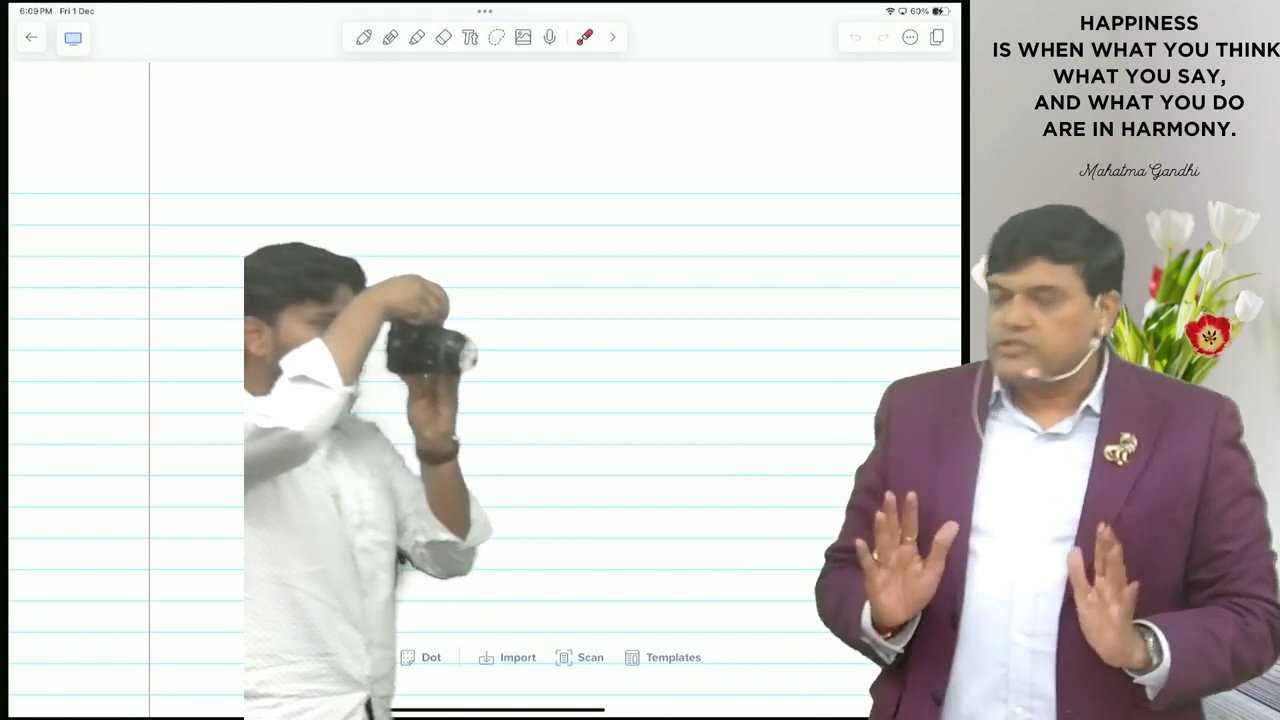 6:09 PM Fri 1 Dec
60%
Tt
HAPPINESS
IS WHEN WHAT YOU THINK
WHAT YOU SAY,
AND WHAT YOU DO
ARE IN HARMONY.
Mahatma Gandhi
Dot
Import
Scan
Templates